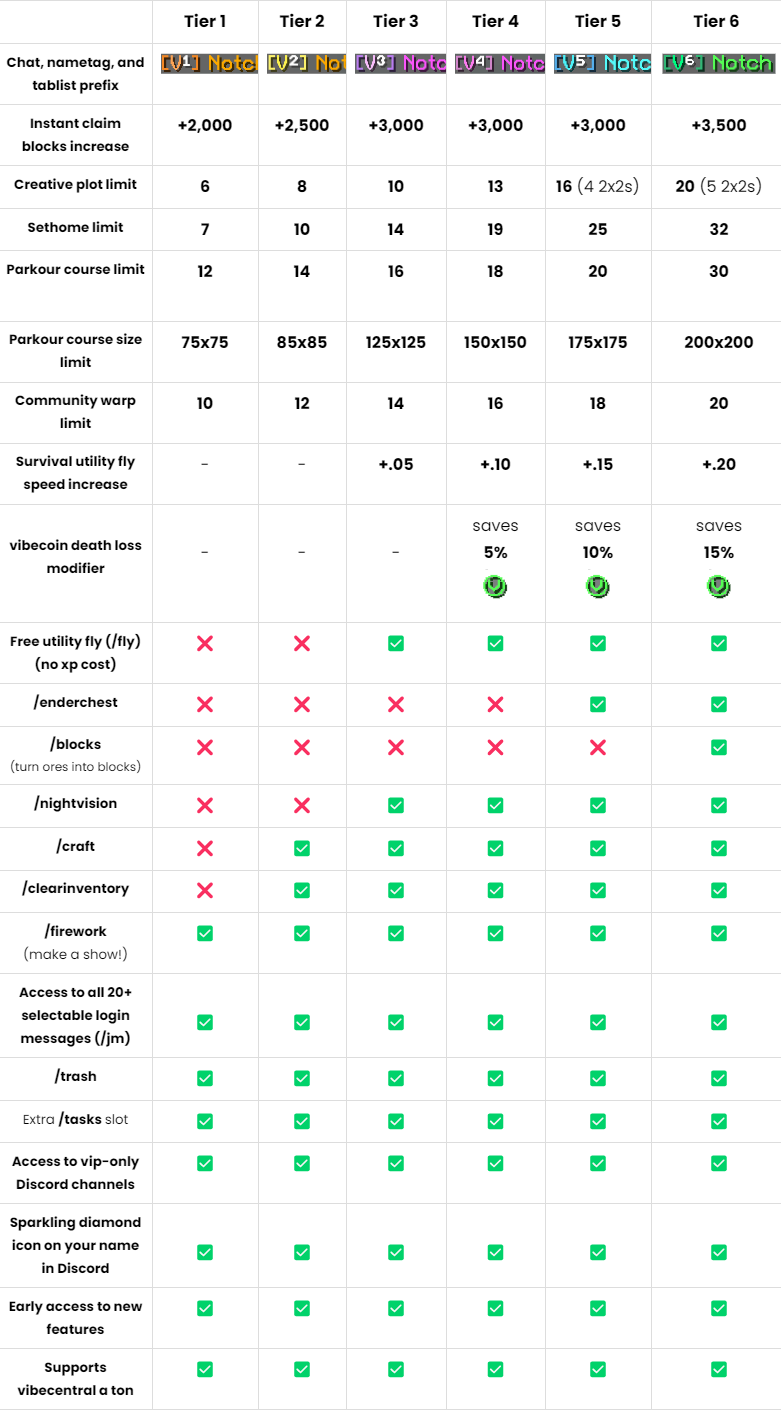 Tier 1 Tier 2 Tier 3 Tier 4 Tier 5 Tier 6
Chat, nametag, and
tablist prefix
[V¹] Notc [V²] Not [V³] Notc [V⁴] Notc [V⁵] Notc [V⁶] Notch
Instant claim
blocks increase
+2,000 +2,500 +3,000 +3,000 +3,000 +3,500
Creative plot limit 6 8 10 13 16 (4 2x2s) 20 (5 2x2s)
Sethome limit 7 10 14 19 25 32
Parkour course limit 12 14 16 18 20 30
Parkour course size
limit
75x75 85x85 125x125 150x150 175x175 200x200
Community warp
limit
10 12 14 16 18 20
Survival utility fly
speed increase
- - +.05 +.10 +.15 +.20
vibecoin death loss
modifier
- - -
saves saves saves
5% 10% 15%
Free utility fly (/fly)
(no xp cost)
/enderchest
/blocks
(turn ores into blocks)
/nightvision
/craft
/clearinventory
/firework
(make a show!)
Access to all 20+
selectable login
messages (/jm)
/trash
Extra /tasks slot
Access to vip-only
Discord channels
Sparkling diamond
icon on your name
in Discord
Early access to new
features
Supports
vibecentral a ton